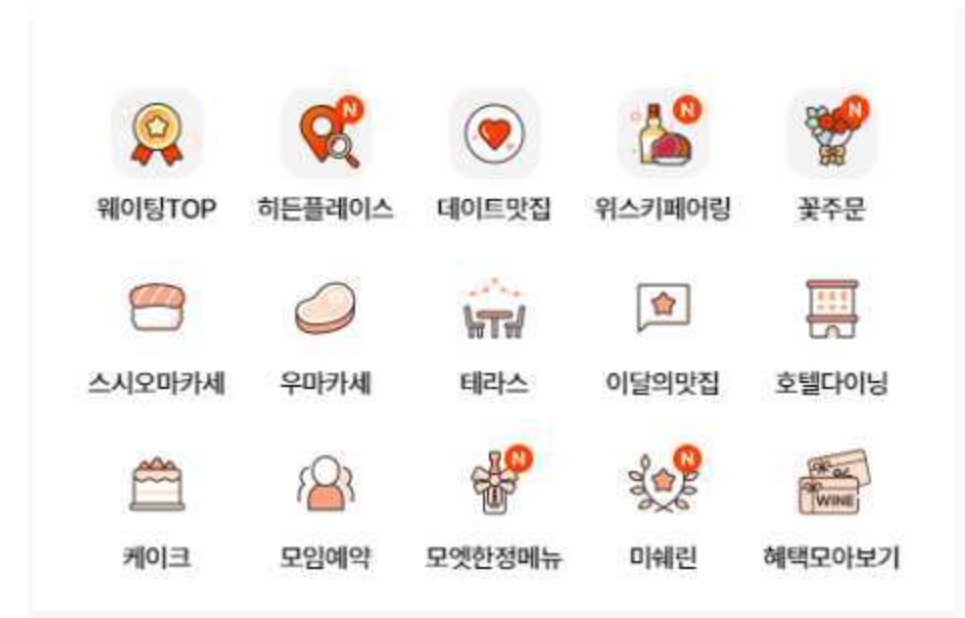 N
N
N
웨이팅TOP
히든플레이스
데이트맛집
위스키페어링
꽃주문
스시오마카세
우마카세
테라스
이달의맛집
호텔다이닝
N
N
WINE
케이크
모임예약
모엣한정메뉴
미쉐린
혜택모아보기